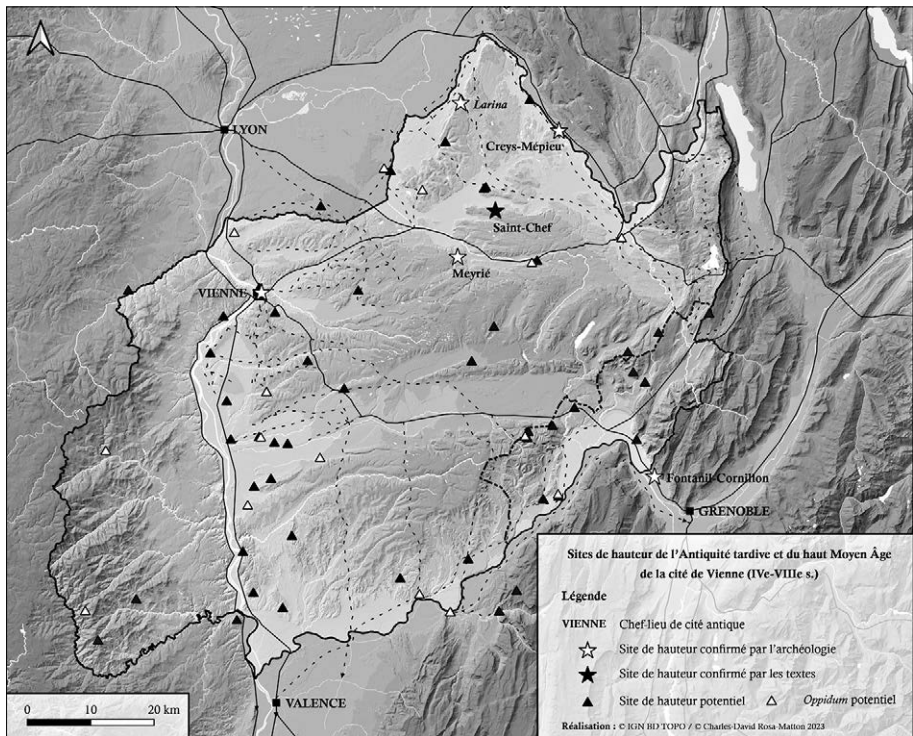 Larina
LYON
Creys-Mépieu
Saint-Chef
Meyrié
VIENNE
Fontanil-Cornillon
GRENOBLE
VALENCE
0 10 20 km
Sites de hauteur de l'Antiquité tardive et du haut Moyen Âge
de la cité de Vienne (IVe-VIIIe s.)
Légende
VIENNE Chef-lieu de cité antique
Site de hauteur confirmé par l'archéologie
Site de hauteur confirmé par les textes
Site de hauteur potentiel Oppidum potentiel
Réalisation : © IGN BD TOPO / © Charles-David Rosa-Matton 2023